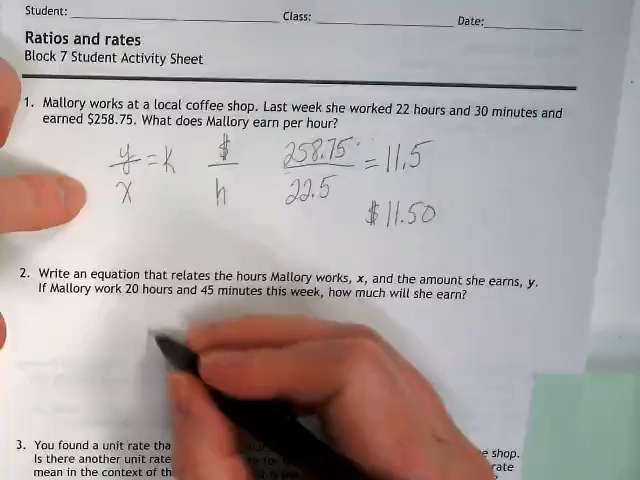 Student: Class: Date:
Ratios and rates
Block 7 Student Activity Sheet
1. Mallory works at a local coffee shop. Last week she worked 22 hours and 30 minutes and
earned $258.75. What does Mallory earn per hour?
y/x = k $/h 258.75/22.5 = 11.5
$11.50
2. Write an equation that relates the hours Mallory works, x, and the amount she earns, y.
If Mallory work 20 hours and 45 minutes this week, how much will she earn?
3. You found a unit rate tha e shop.
Is there another unit rate rate
mean in the context of th